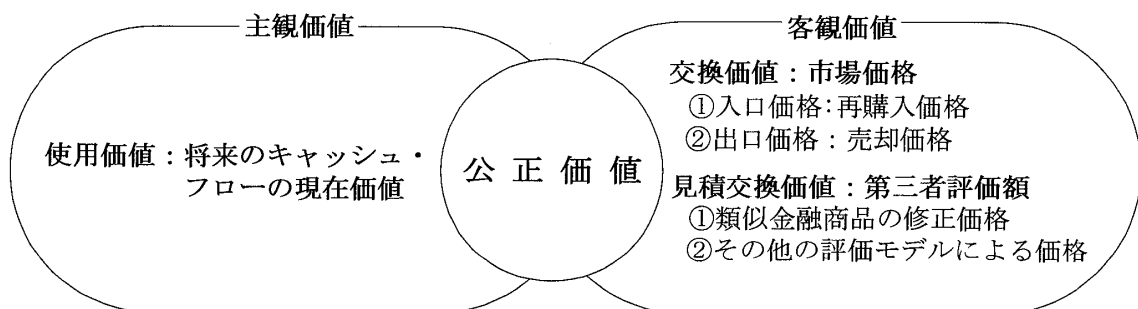 主観価値
使用価値：将来のキャッシュ・
フローの現在価値
公正価値
客観価値
交換価値：市場価格
①入口価格：再購入価格
②出口価格：売却価格
見積交換価値：第三者評価額
①類似金融商品の修正価格
②その他の評価モデルによる価格